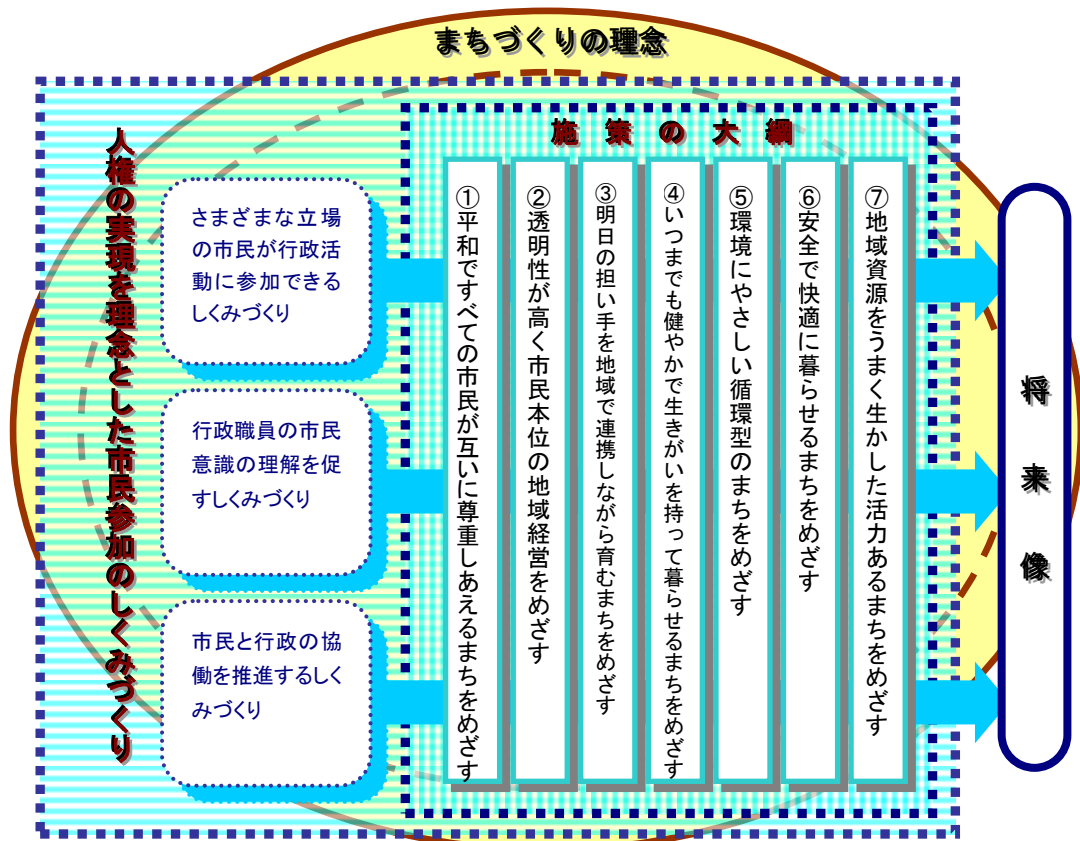 まちづくりの理念
人権の実現を理念とした市民参加のしくみづくり
さまざまな立場
の市民が行政活
動に参加できる
しくみづくり
行政職員の市民
意識の理解を促
すしくみづくり
市民と行政の協
働を推進するしく
みづくり
施策の大綱
①平和ですべての市民が互いに尊重しあえるまちをめざす
②透明性が高く市民本位の地域経営をめざす
③明日の担い手を地域で連携しながら育むまちをめざす
④いつまでも健やかで生きがいを持って暮らせるまちをめざす
⑤環境にやさしい循環型のまちをめざす
⑥安全で快適に暮らせるまちをめざす
⑦地域資源をうまく生かした活力あるまちをめざす
将来像